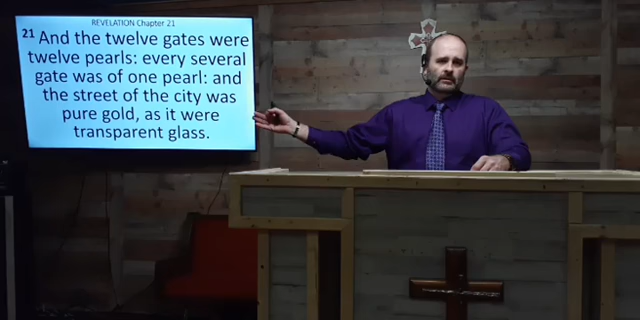 REVELATION Chapter 21
21 And the twelve gates were
twelve pearls: every several
gate was of one pearl: and
the street of the city was
pure gold, as it were
transparent glass.